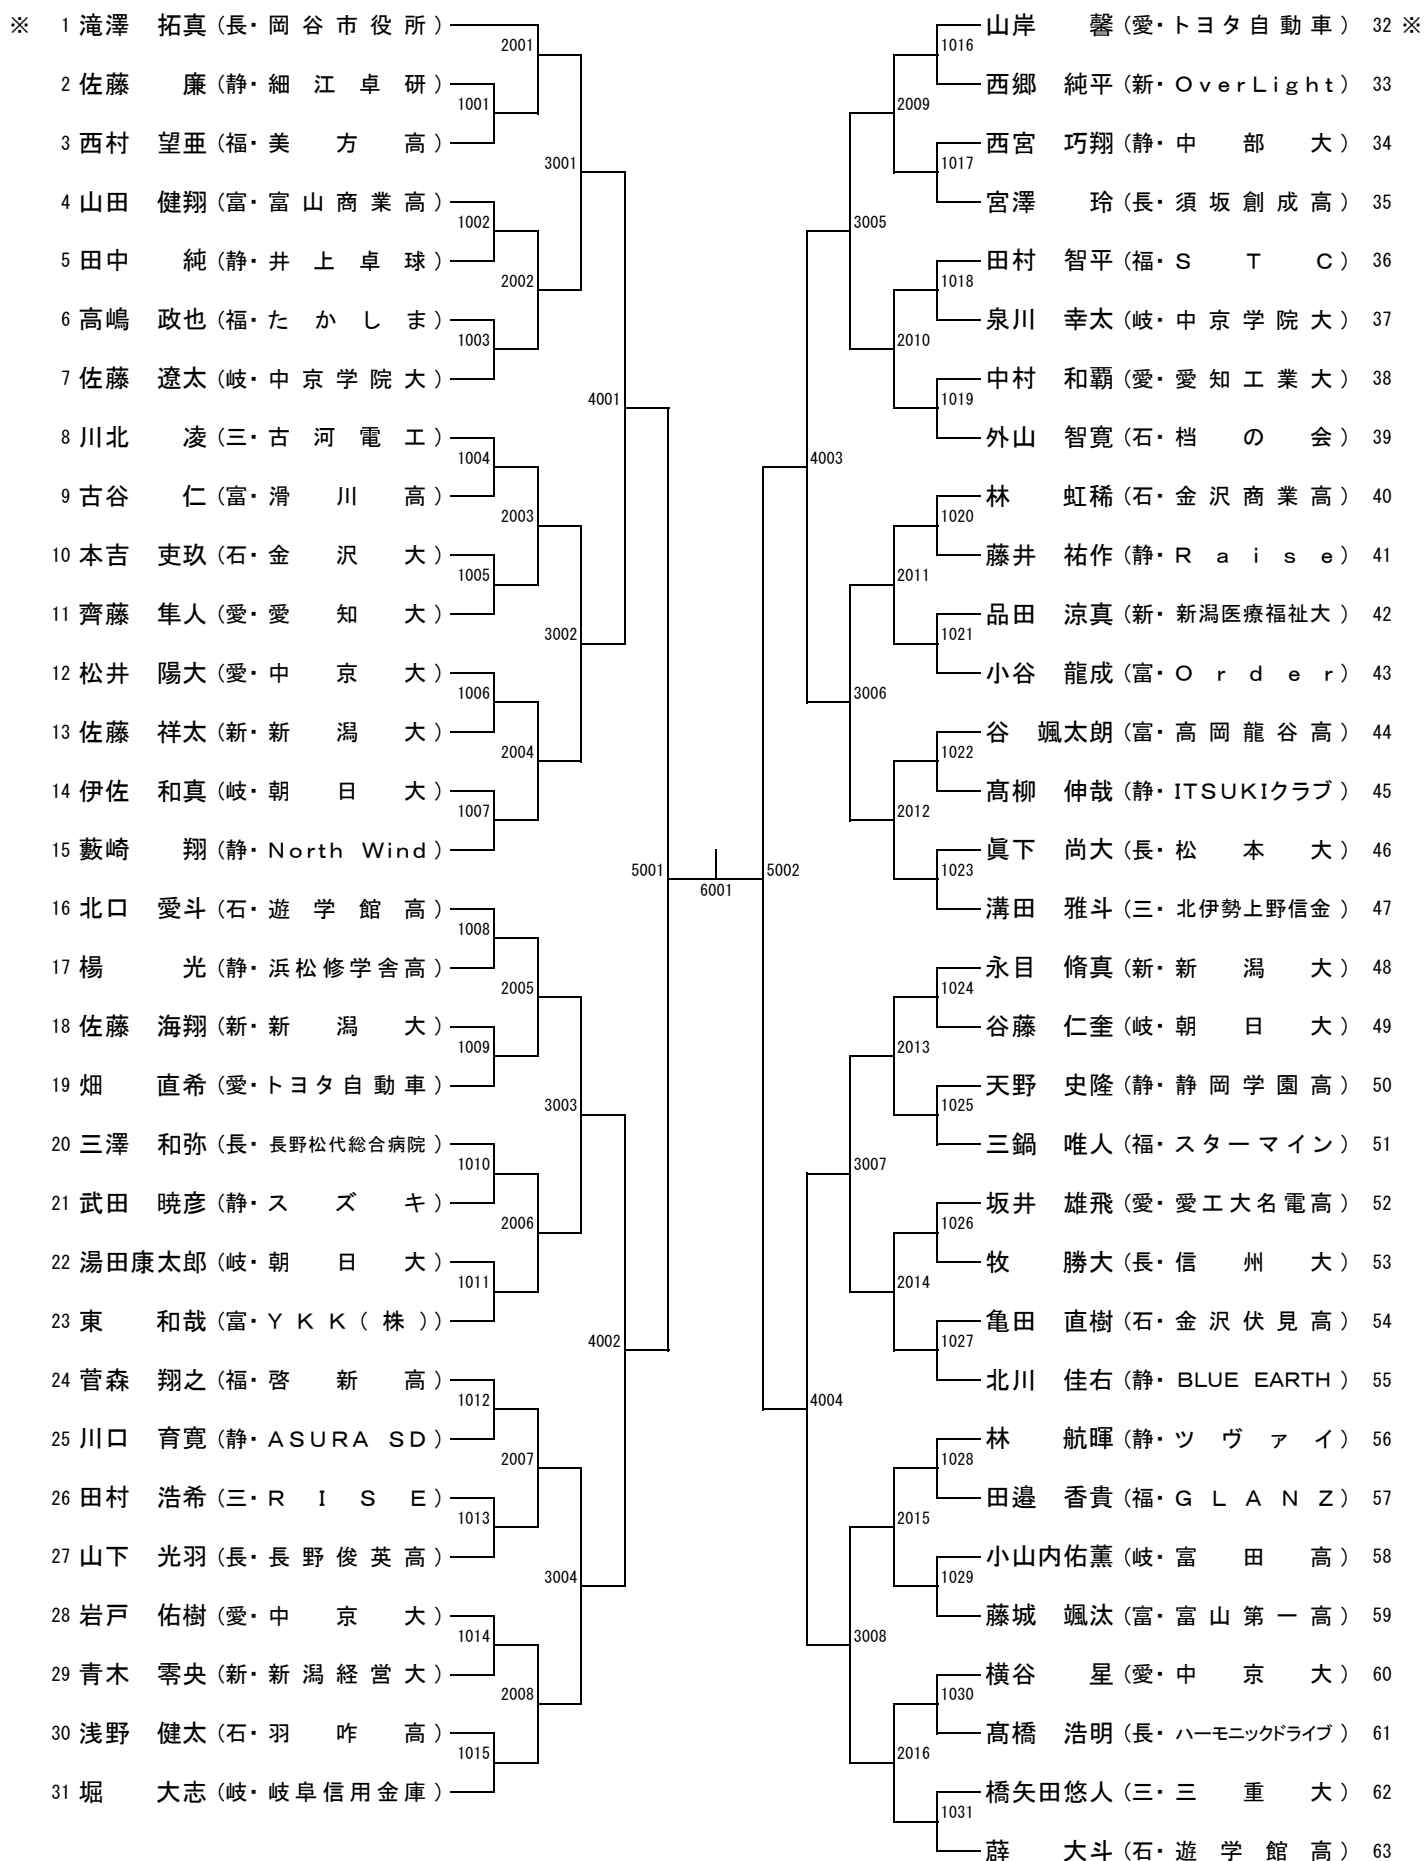 ※ 1 滝澤 拓真 (長・岡谷市役所)
2 佐藤 廉 (静・細江卓研)
3 西村 望亜 (福・美方高)
4 山田 健翔 (富・富山商業高)
5 田中 純 (静・井上卓球)
6 高嶋 政也 (福・たかしま)
7 佐藤 遼太 (岐・中京学院大)
8 川北 凌 (三・古河電工)
9 古谷 仁 (富・滑川高)
10 本吉 吏玖 (石・金沢大)
11 齊藤 隼人 (愛・愛知大)
12 松井 陽大 (愛・中京大)
13 佐藤 祥太 (新・新潟大)
14 伊佐 和真 (岐・朝日大)
15 藪崎 翔 (静・North Wind)
16 北口 愛斗 (石・遊学館高)
17 楊 光 (静・浜松修学舎高)
18 佐藤 海翔 (新・新潟大)
19 畑 直希 (愛・トヨタ自動車)
20 三澤 和弥 (長・長野松代総合病院)
21 武田 暁彦 (静・スズキ)
22 湯田康太郎 (岐・朝日大)
23 東 和哉 (富・YKK(株))
24 菅森 翔之 (福・啓新高)
25 川口 育寛 (静・ASURA SD)
26 田村 浩希 (三・RISE)
27 山下 光羽 (長・長野俊英高)
28 岩戸 佑樹 (愛・中京大)
29 青木 零央 (新・新潟経営大)
30 浅野 健太 (石・羽咋高)
31 堀 大志 (岐・岐阜信用金庫)
1001
1002
1003
1004
1005
1006
1007
1008
1009
1010
1011
1012
1013
1014
1015
2001
2002
2003
2004
2005
2006
2007
2008
3001
3002
3003
3004
4001
4002
5001
6001
5002
4003
4004
3005
3006
3007
3008
2009
2010
2011
2012
2013
2014
2015
2016
1016
1017
1018
1019
1020
1021
1022
1023
1024
1025
1026
1027
1028
1029
1030
1031
山岸 馨 (愛・トヨタ自動車) 32 ※
西郷 純平 (新・OverLight) 33
西宮 巧翔 (静・中部大) 34
宮澤 玲 (長・須坂創成高) 35
田村 智平 (福・STC) 36
泉川 幸太 (岐・中京学院大) 37
中村 和覇 (愛・愛知工業大) 38
外山 智寛 (石・档の会) 39
林 虹稀 (石・金沢商業高) 40
藤井 祐作 (静・Raise) 41
品田 涼真 (新・新潟医療福祉大) 42
小谷 龍成 (富・Order) 43
谷 颯太朗 (富・高岡龍谷高) 44
髙柳 伸哉 (静・ITSUKIクラブ) 45
眞下 尚大 (長・松本大) 46
溝田 雅斗 (三・北伊勢上野信金) 47
永目 脩真 (新・新潟大) 48
谷藤 仁奎 (岐・朝日大) 49
天野 史隆 (静・静岡学園高) 50
三鍋 唯人 (福・スターマイン) 51
坂井 雄飛 (愛・愛工大名電高) 52
牧 勝大 (長・信州大) 53
亀田 直樹 (石・金沢伏見高) 54
北川 佳右 (静・BLUE EARTH) 55
林 航暉 (静・ツヴァイ) 56
田邉 香貴 (福・GLANZ) 57
小山内佑薫 (岐・富田高) 58
藤城 颯汰 (富・富山第一高) 59
横谷 星 (愛・中京大) 60
髙橋 浩明 (長・ハーモニックドライブ) 61
橋矢田悠人 (三・三重大) 62
薛 大斗 (石・遊学館高) 63